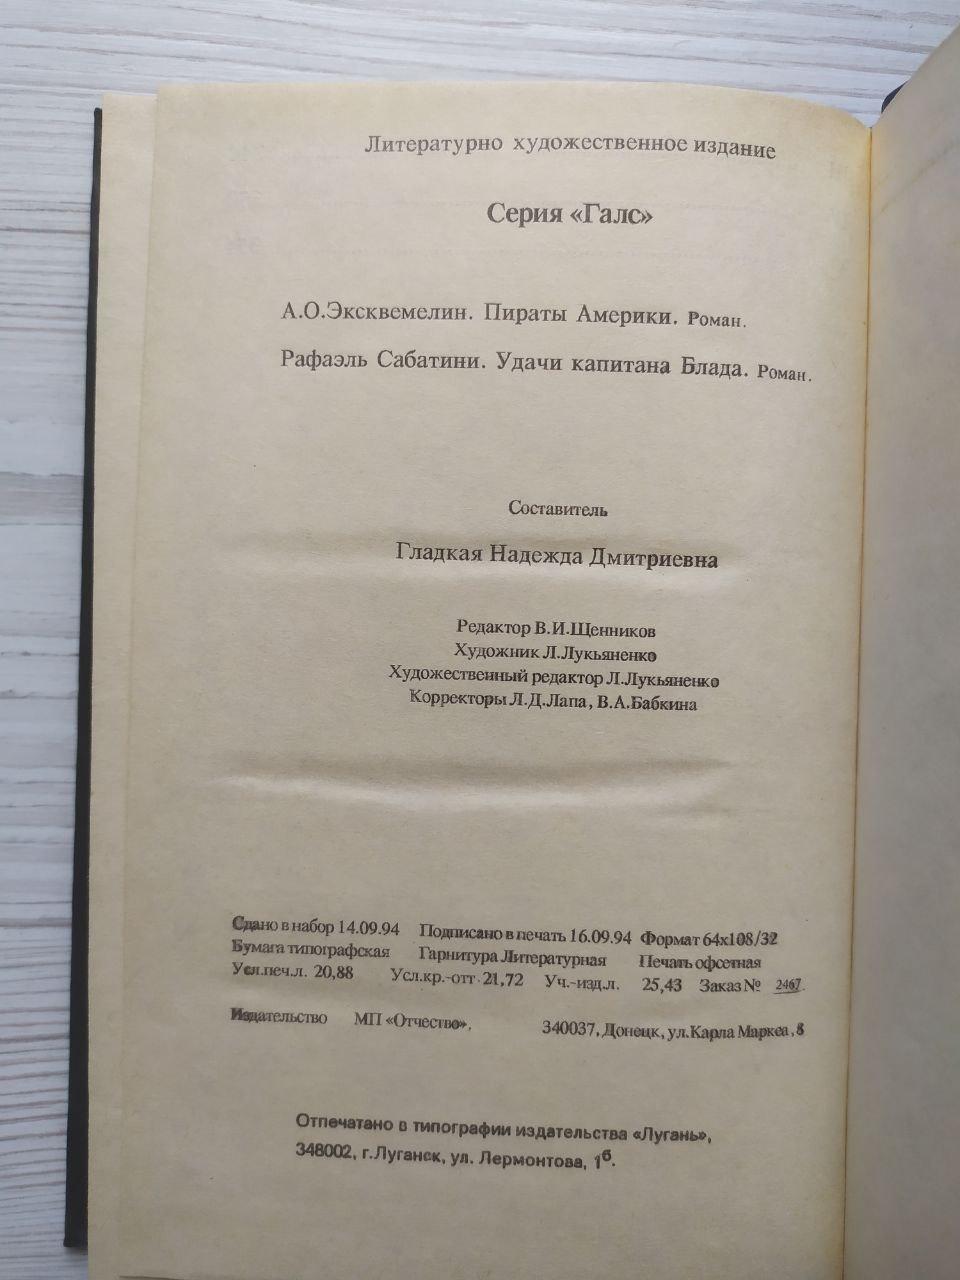 Литературно художественное издание
Серия «Галс»
А.О.Эксквемелин. Пираты Америки. Роман.
Рафаэль Сабатини. Удачи капитана Блада. Роман.
Составитель
Гладкая Надежда Дмитриевна
Редактор В.И.Щенников
Художник Л.Лукьяненко
Художественный редактор Л.Лукьяненко
Корректоры Л.Д.Лапа, В.А.Бабкина
Сдано в набор 14.09.94 Подписано в печать 16.09.94 Формат 64х108/32
Бумага типографская Гарнитура Литературная Печать офсетная
Усл.печ.л. 20,88 Усл.кр.-отт 21,72 Уч.-изд.л. 25,43 Заказ № 2467.
Издательство МП «Отчество», 340037, Донецк, ул.Карла Маркса, 8
Отпечатано в типографии издательства «Лугань»,
348002, г.Луганск, ул. Лермонтова, 1б.